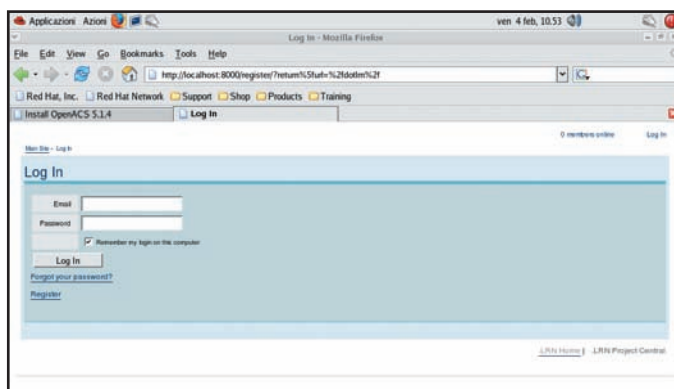 Applicazioni Azioni ven 4 feb, 10.53
Log In - Mozilla Firefox
File Edit View Go Bookmarks Tools Help
http://localhost:8000/register/?return%5furl=%2fdotlrn%2f
Red Hat, Inc. Red Hat Network Support Shop Products Training
Install OpenACS 5.1.4 Log In
0 members online Log In
Main Site - Log In
Log In
Email
Password
Remember my login on this computer
Log In
Forgot your password?
Register
.LRN Home | .LRN Project Central